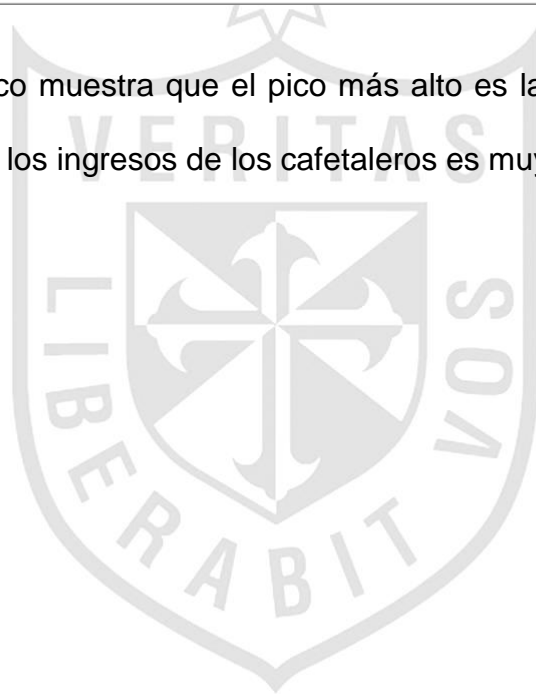 co muestra que el pico más alto es la
los ingresos de los cafetaleros es muy
VERITAS
LIBERABIT VOS